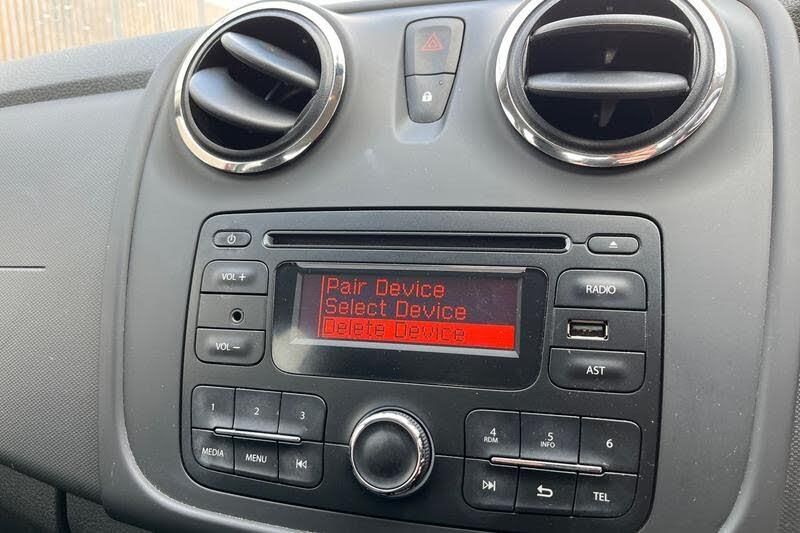 VOL +
VOL –
Pair Device
Select Device
Delete Device
RADIO
AST
1
2
3
MEDIA
MENU
4
RDM
5
INFO
6
TEL